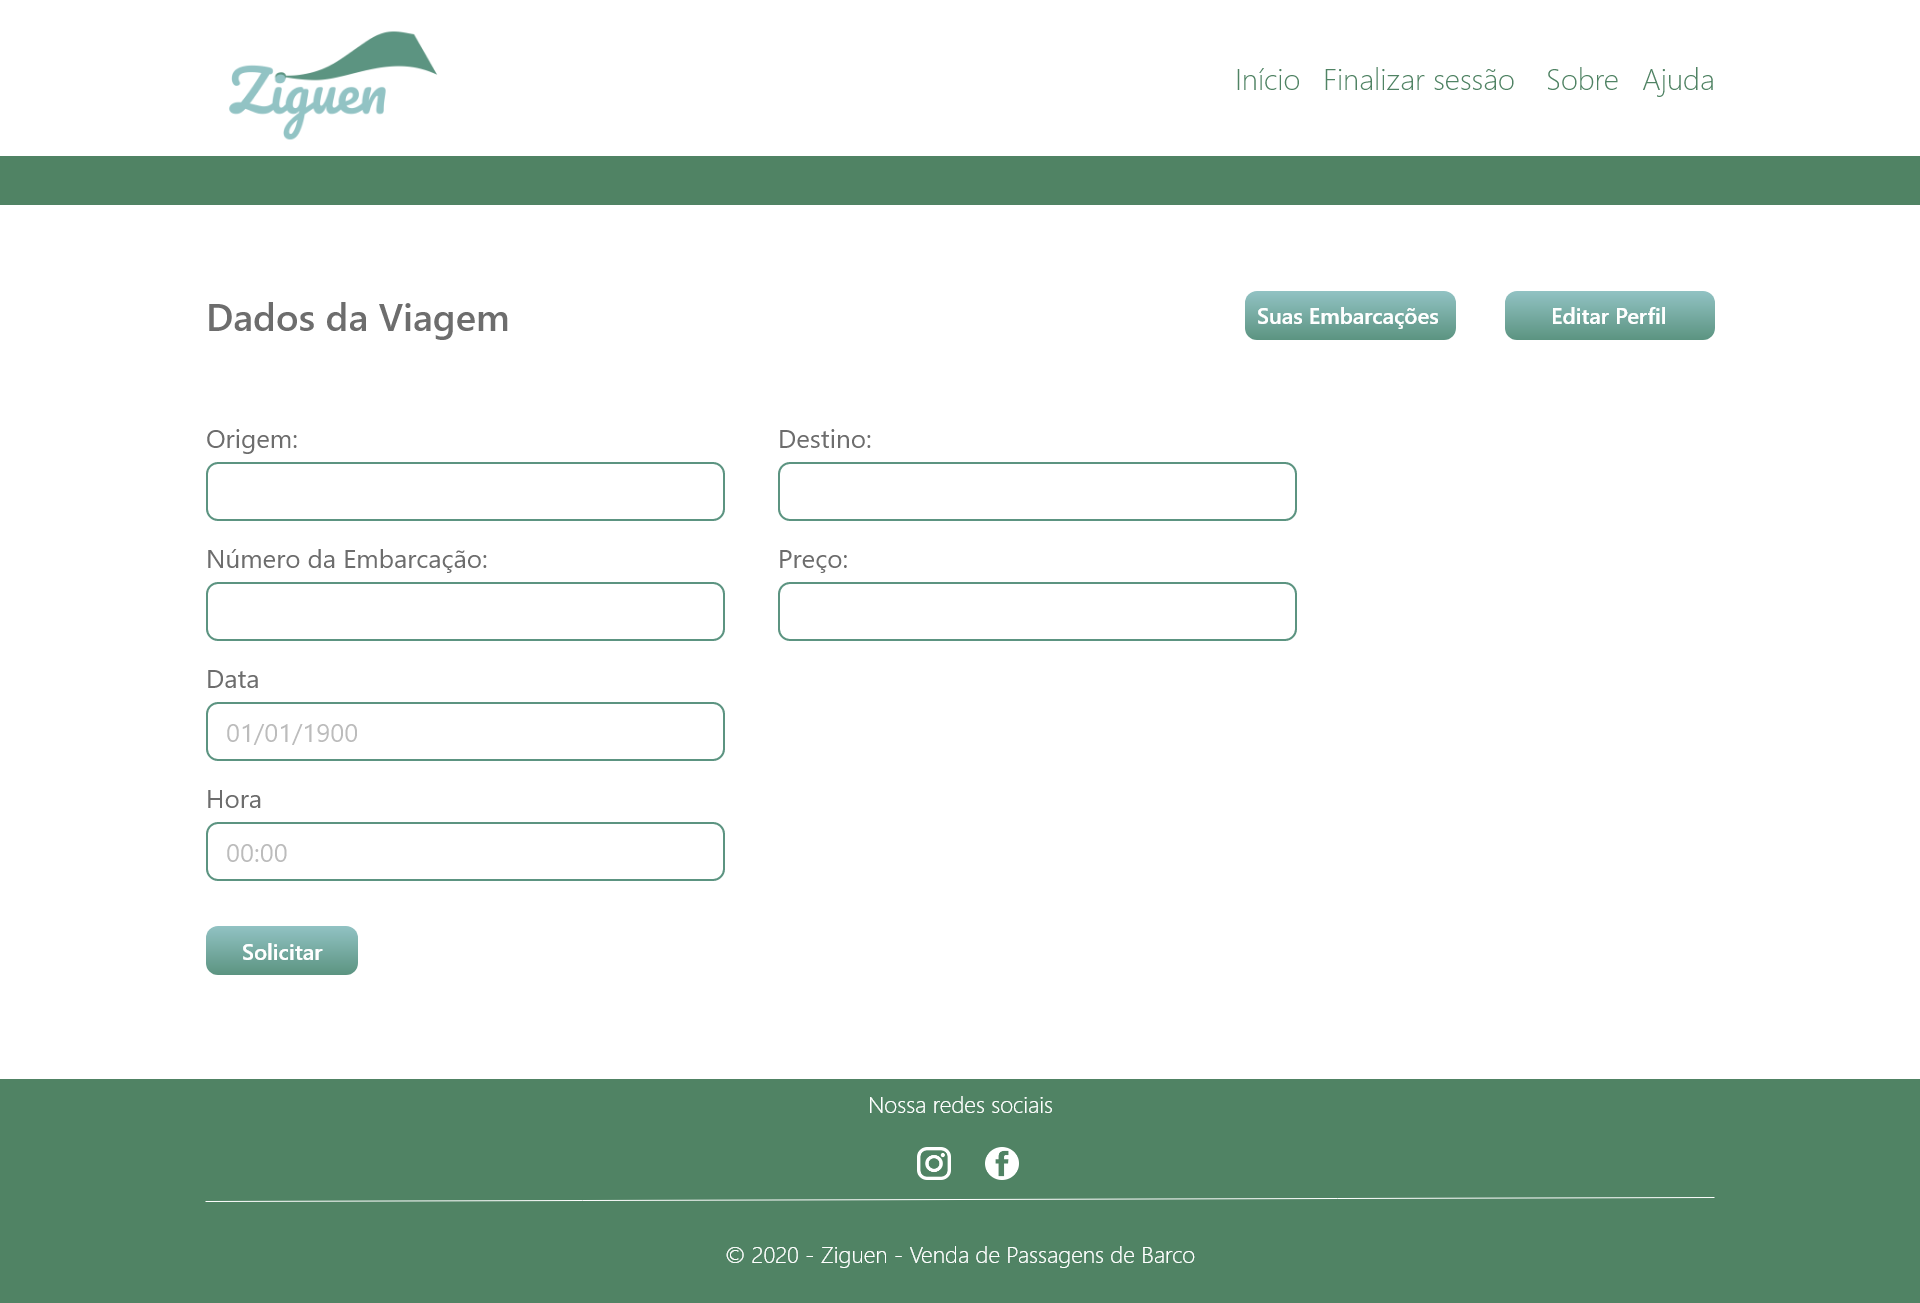 Ziguen
Início Finalizar sessão Sobre Ajuda
Dados da Viagem
Suas Embarcações
Editar Perfil
Origem:
Destino:
Número da Embarcação:
Preço:
Data
01/01/1900
Hora
00:00
Solicitar
Nossa redes sociais
© 2020 - Ziguen - Venda de Passagens de Barco